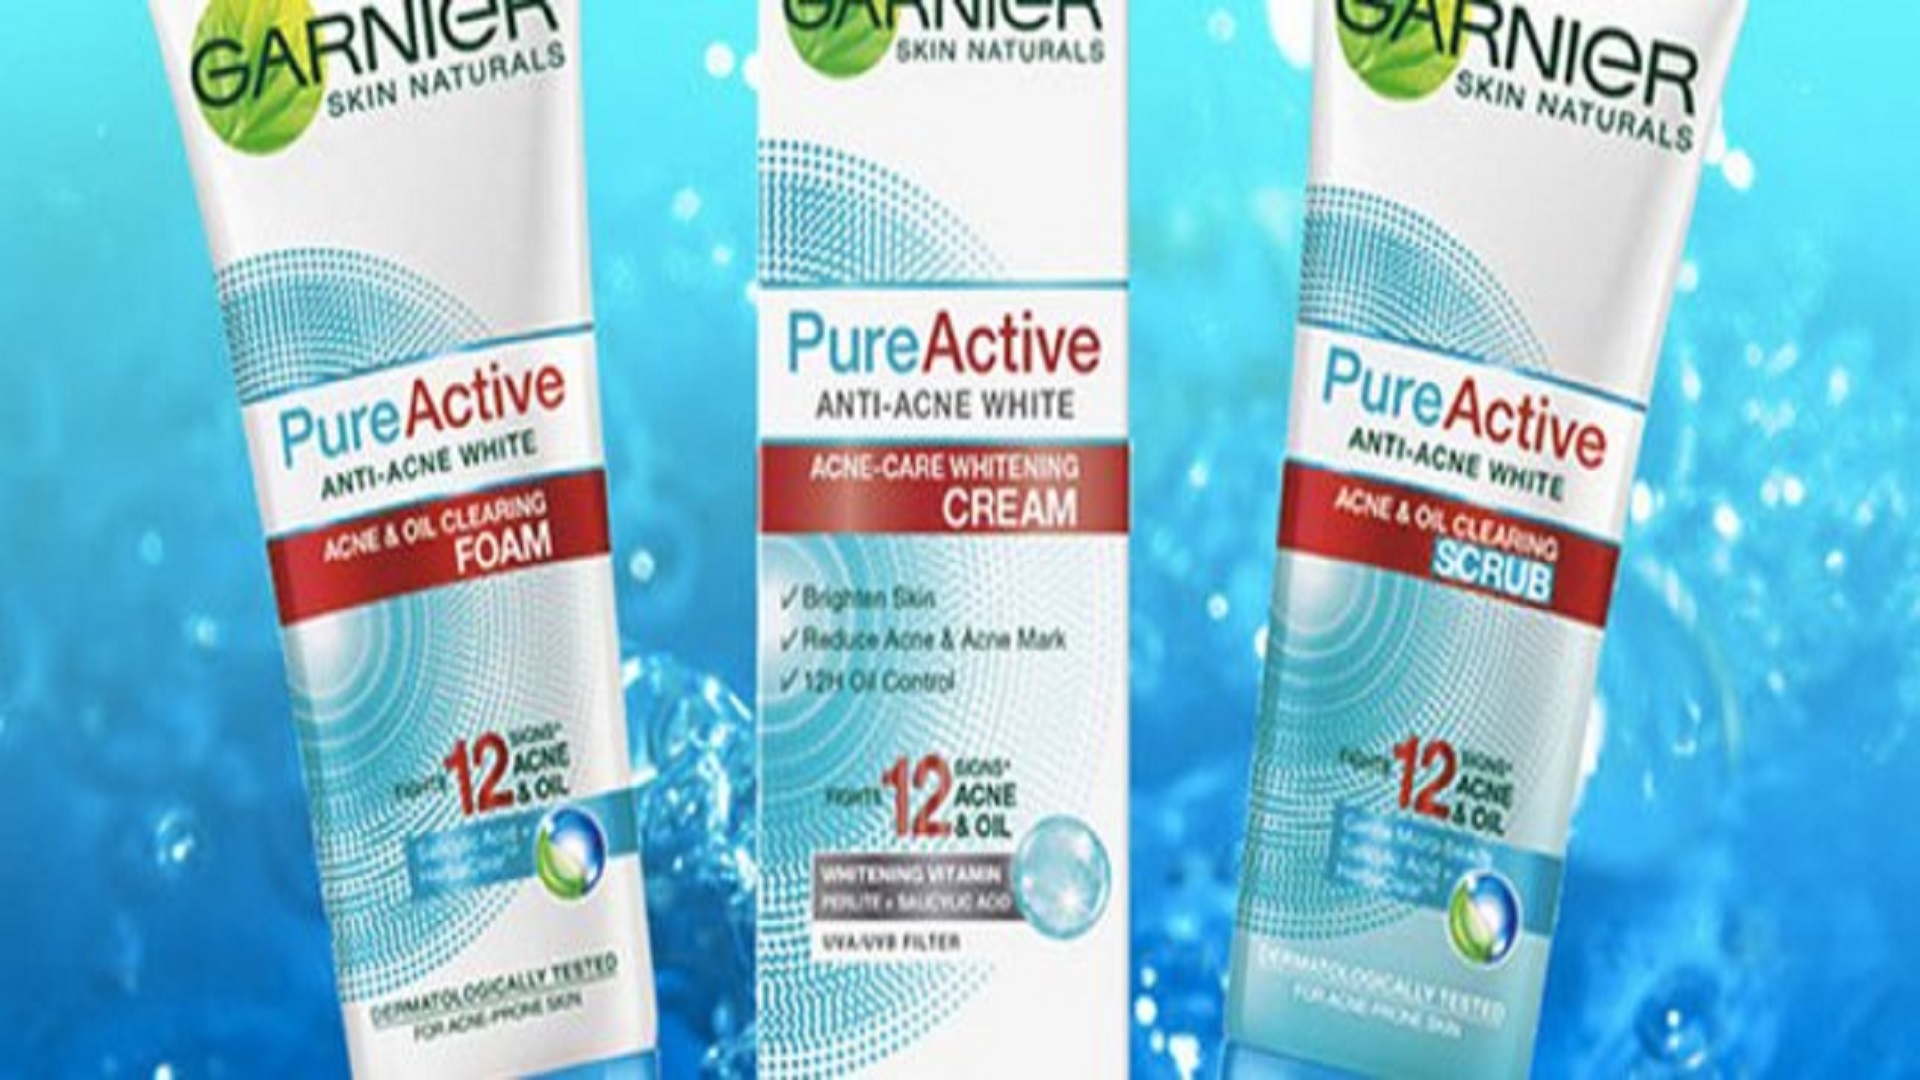 GARNIER
SKIN NATURALS
PureActive
ANTI-ACNE WHITE
ACNE & OIL CLEARING
FOAM
FIGHTS 12 SIGNS*
ACNE
& OIL
DERMATOLOGICALLY TESTED
FOR ACNE-PRONE SKIN
GARNIER
SKIN NATURALS
PureActive
ANTI-ACNE WHITE
ACNE-CARE WHITENING
CREAM
✓ Brighten Skin
✓ Reduce Acne & Acne Mark
✓ 12H Oil Control
FIGHTS 12 SIGNS*
ACNE
& OIL
WHITENING VITAMIN
PERLITE + SALICYLIC ACID
UVA/UVB FILTER
GARNIER
SKIN NATURALS
PureActive
ANTI-ACNE WHITE
ACNE & OIL CLEARING
SCRUB
FIGHTS 12 SIGNS*
ACNE
& OIL
DERMATOLOGICALLY TESTED
FOR ACNE-PRONE SKIN